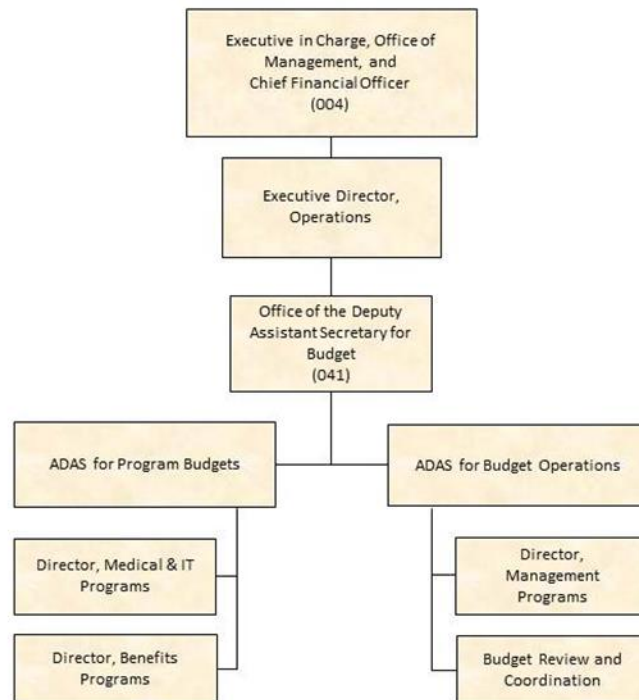 Executive in Charge, Office of
Management, and
Chief Financial Officer
(004)
Executive Director,
Operations
Office of the Deputy
Assistant Secretary for
Budget
(041)
ADAS for Program Budgets
ADAS for Budget Operations
Director, Medical & IT
Programs
Director,
Management
Programs
Director, Benefits
Programs
Budget Review and
Coordination